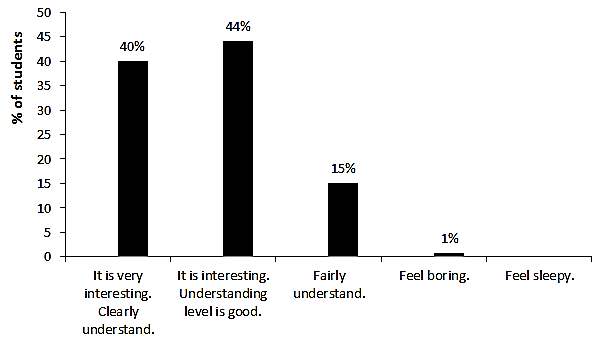 % of students
50
45
40
35
30
25
20
15
10
5
0
40%
44%
15%
1%
It is very
interesting.
Clearly
understand.
It is interesting.
Understanding
level is good.
Fairly
understand.
Feel boring.
Feel sleepy.